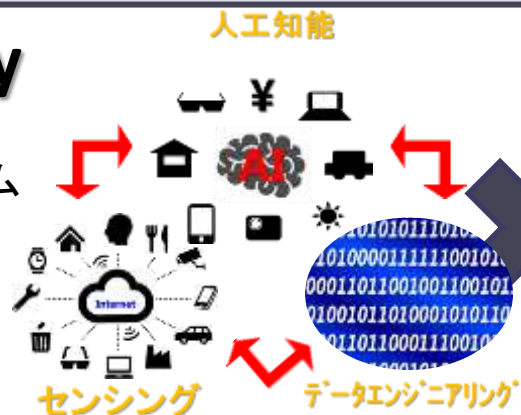 人工知能
y
¥
ム
AI
Internet
センシング
データエンジニアリング